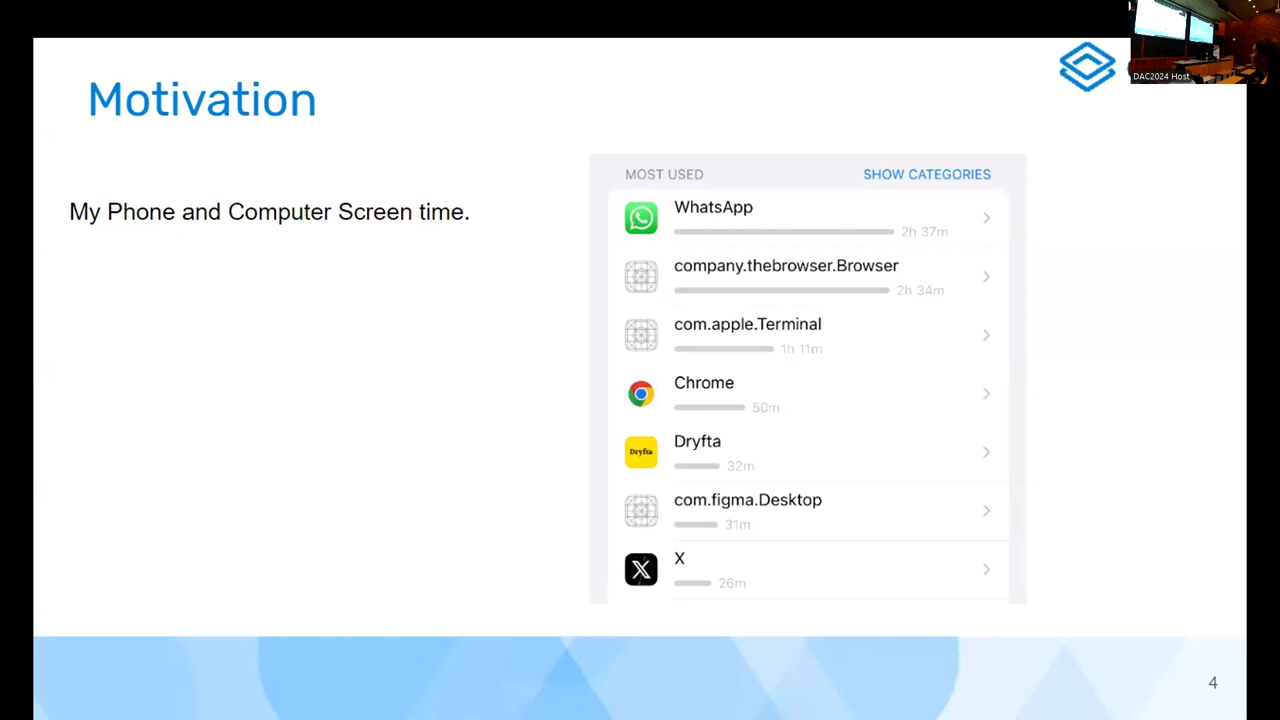 DAC2024 Host
Motivation
My Phone and Computer Screen time.
MOST USED
SHOW CATEGORIES
WhatsApp
2h 37m
company.thebrowser.Browser
2h 34m
com.apple.Terminal
1h 11m
Chrome
50m
Dryfta
Dryfta
32m
com.figma.Desktop
31m
X
26m
4